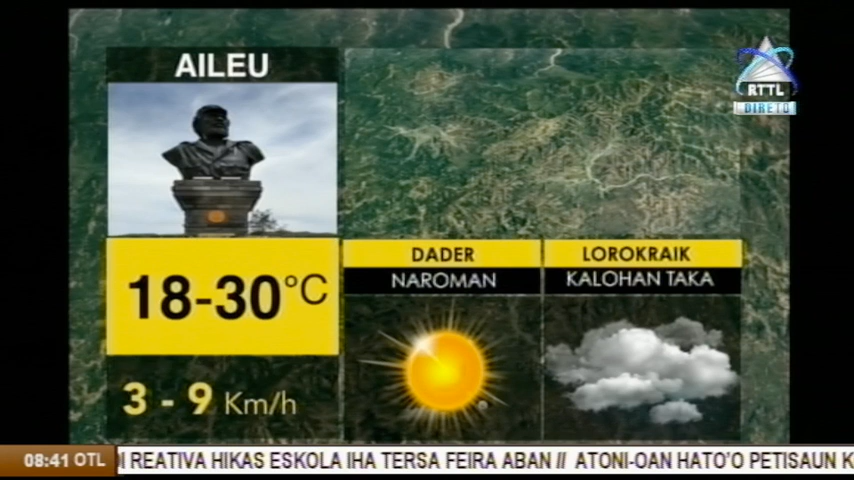 AILEU
RTTL
DIRETO
18-30°C
DADER
NAROMAN
LOROKRAIK
KALOHAN TAKA
3 - 9 Km/h
08:41 OTL
I REATIVA HIKAS ESKOLA IHA TERSA FEIRA ABAN // ATONI-OAN HATO'O PETISAUN K